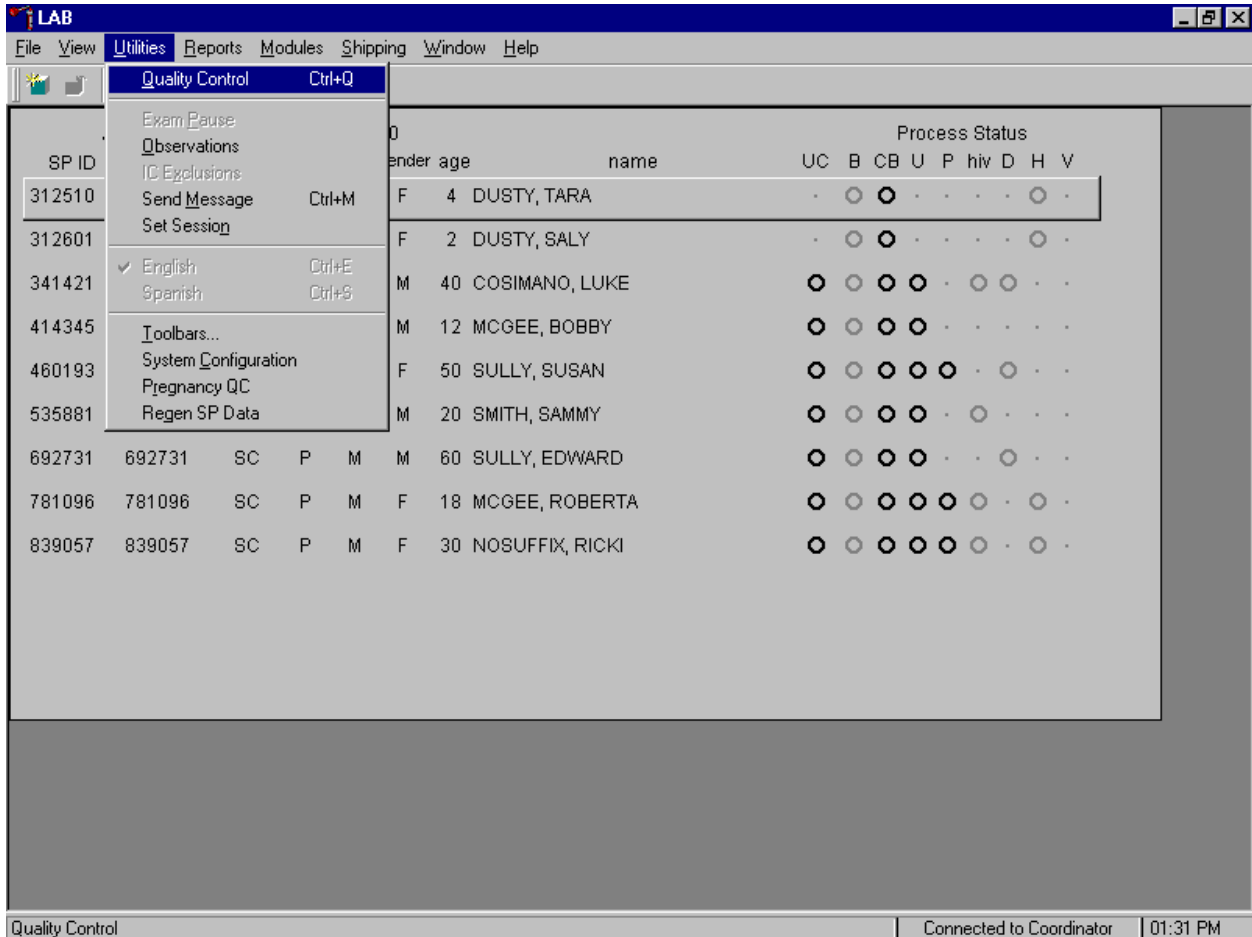 LAB
File View Utilities Reports Modules Shipping Window Help
Quality Control Ctrl+Q
Exam Pause
Observations
IC Exclusions
Send Message Ctrl+M
Set Session
English Ctrl+E
Spanish Ctrl+S
Toolbars...
System Configuration
Pregnancy QC
Regen SP Data
0 Process Status
SP ID ender age name UC B CB U P hiv D H V
312510 F 4 DUSTY, TARA
312601 F 2 DUSTY, SALY
341421 M 40 COSIMANO, LUKE
414345 M 12 MCGEE, BOBBY
460193 F 50 SULLY, SUSAN
535881 M 20 SMITH, SAMMY
692731 692731 SC P M M 60 SULLY, EDWARD
781096 781096 SC P M F 18 MCGEE, ROBERTA
839057 839057 SC P M F 30 NOSUFFIX, RICKI
Quality Control Connected to Coordinator 01:31 PM